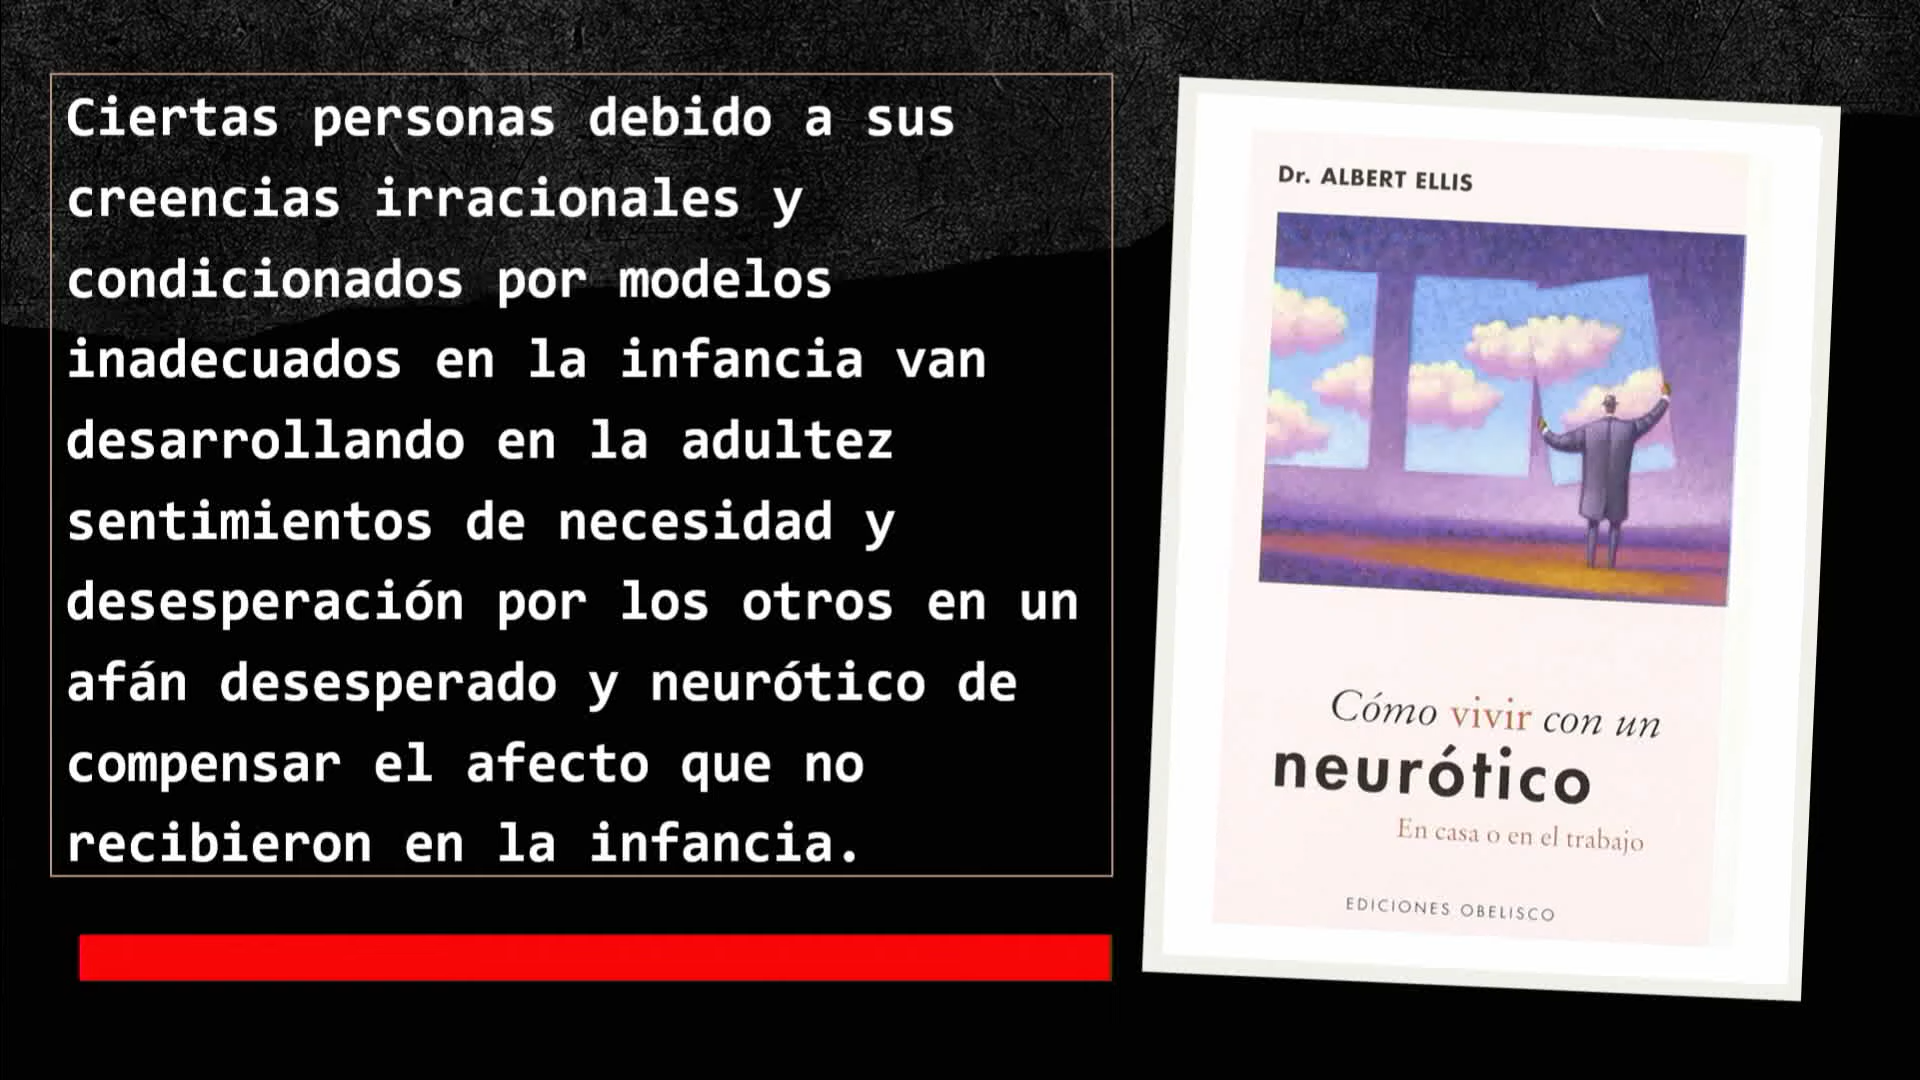 Ciertas personas debido a sus
creencias irracionales y
condicionados por modelos
inadecuados en la infancia van
desarrollando en la adultez
sentimientos de necesidad y
desesperación por los otros en un
afán desesperado y neurótico de
compensar el afecto que no
recibieron en la infancia.
Dr. ALBERT ELLIS
Cómo vivir con un
neurótico
En casa o en el trabajo
EDICIONES OBELISCO